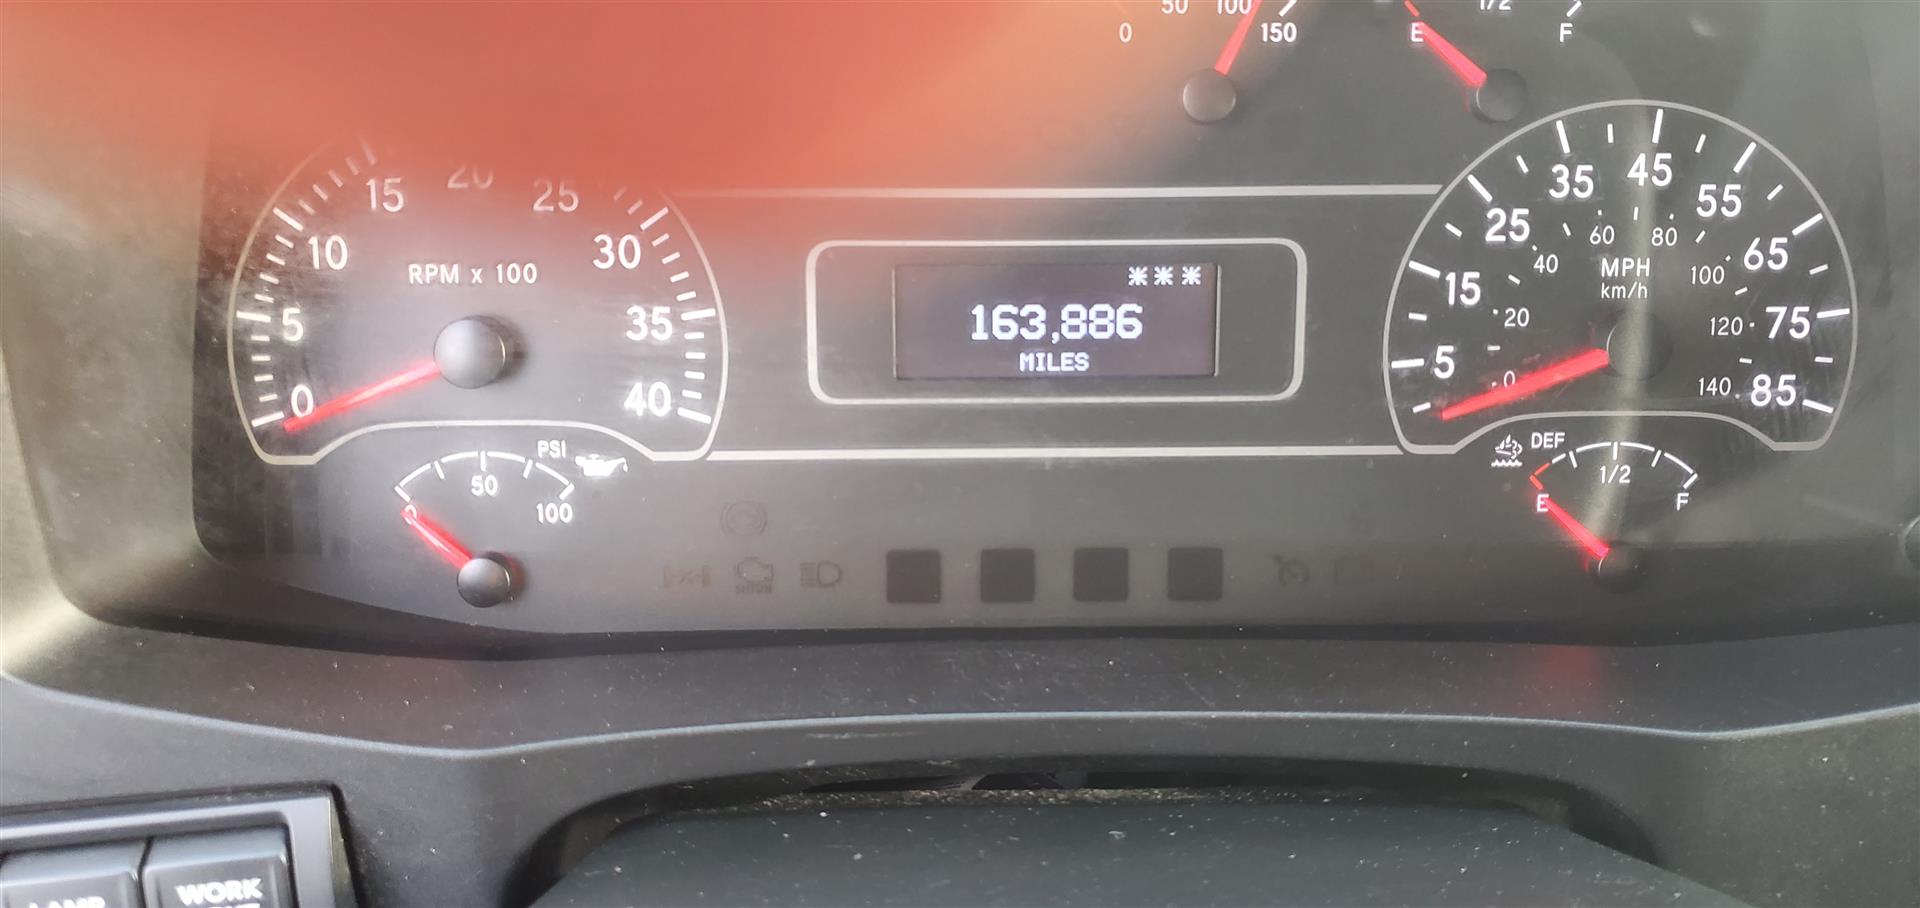 50 100
0 150
1/2
E F
0 5 10 15 20 25 30 35 40
RPM x 100
***
163,886
MILES
5 15 25 35 45 55 65 75 85
0 20 40 60 80 100 120 140
MPH
km/h
PSI
0 50 100
DEF
E 1/2 F
LAMP
WORK